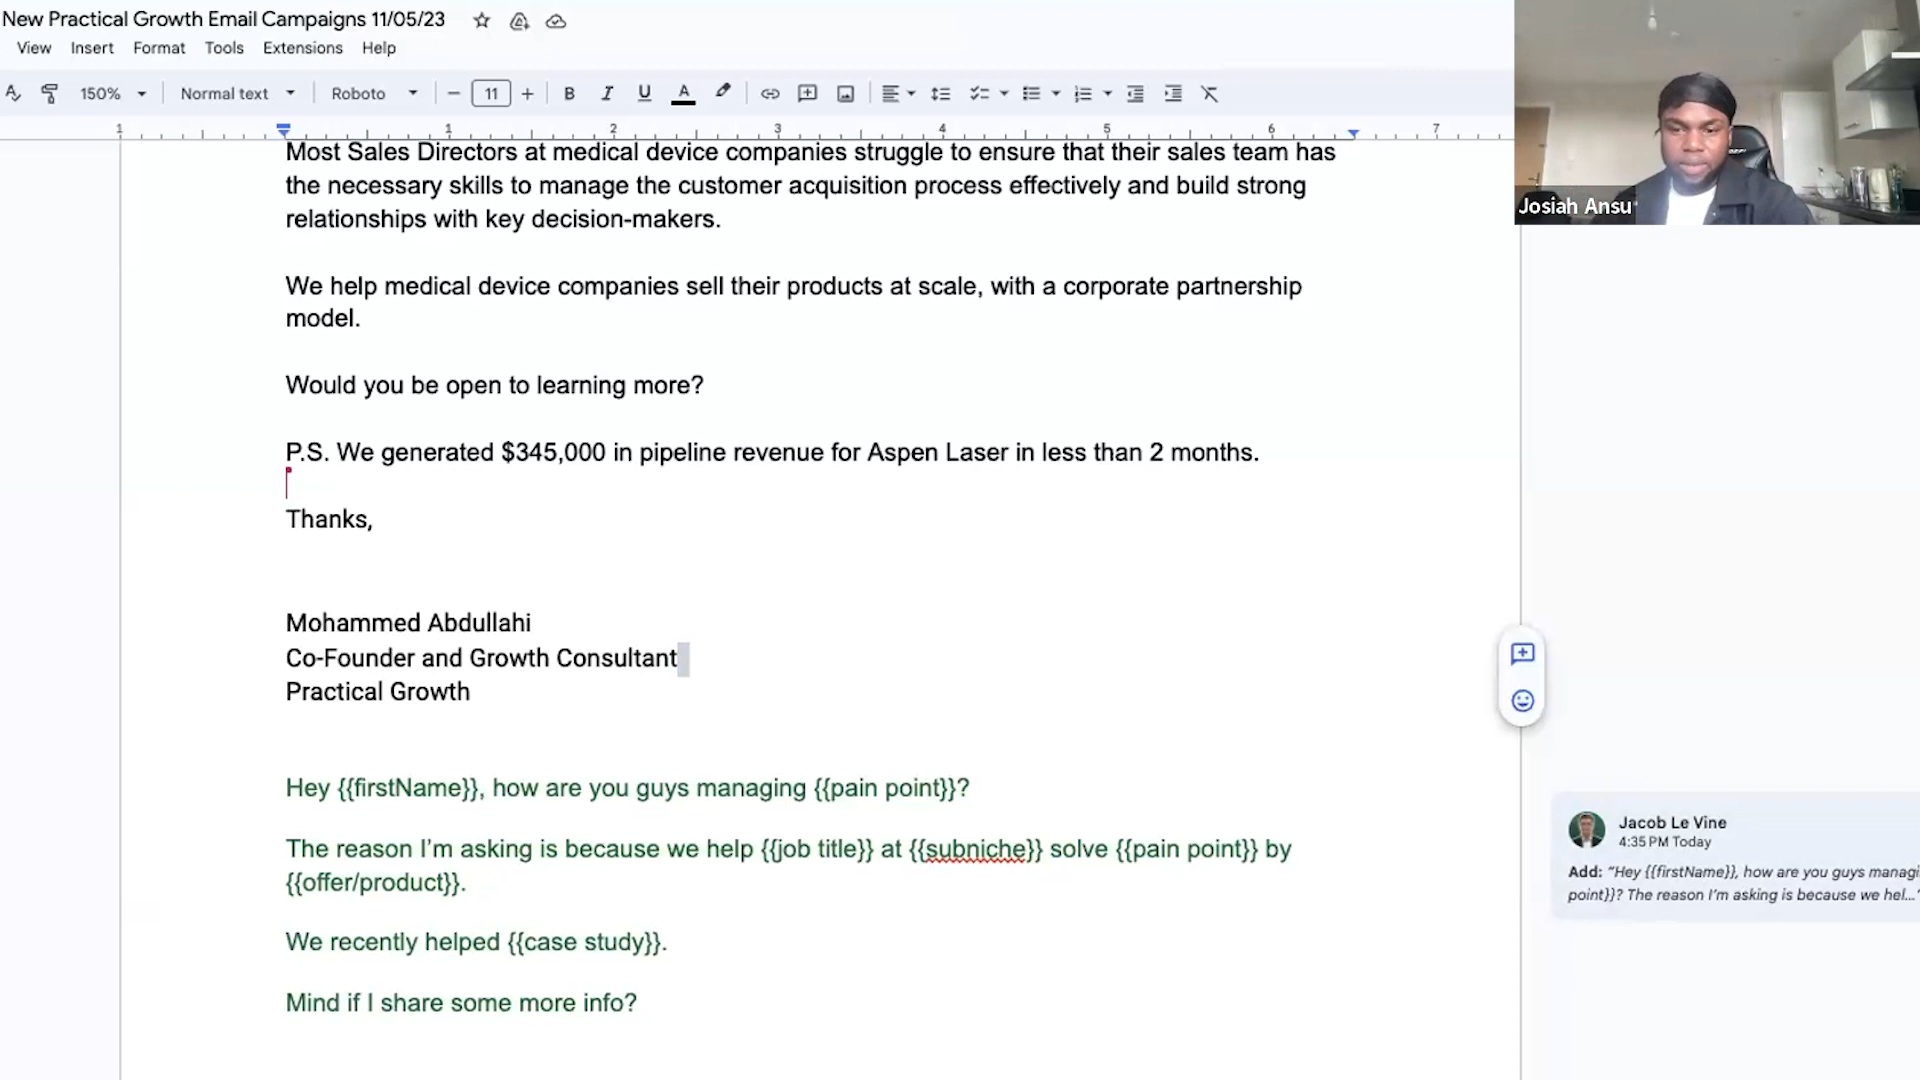 New Practical Growth Email Campaigns 11/05/23
View Insert Format Tools Extensions Help
150% Normal text Roboto 11 B I U A
1 1 2 3 4 5 6 7
Josiah Ansu
Most Sales Directors at medical device companies struggle to ensure that their sales team has
the necessary skills to manage the customer acquisition process effectively and build strong
relationships with key decision-makers.
We help medical device companies sell their products at scale, with a corporate partnership
model.
Would you be open to learning more?
P.S. We generated $345,000 in pipeline revenue for Aspen Laser in less than 2 months.
Thanks,
Mohammed Abdullahi
Co-Founder and Growth Consultant
Practical Growth
Hey {{firstName}}, how are you guys managing {{pain point}}?
The reason I’m asking is because we help {{job title}} at {{subniche}} solve {{pain point}} by
{{offer/product}}.
We recently helped {{case study}}.
Mind if I share some more info?
Jacob Le Vine
4:35 PM Today
Add: “Hey {{firstName}}, how are you guys managi
point}}? The reason I’m asking is because we hel...”